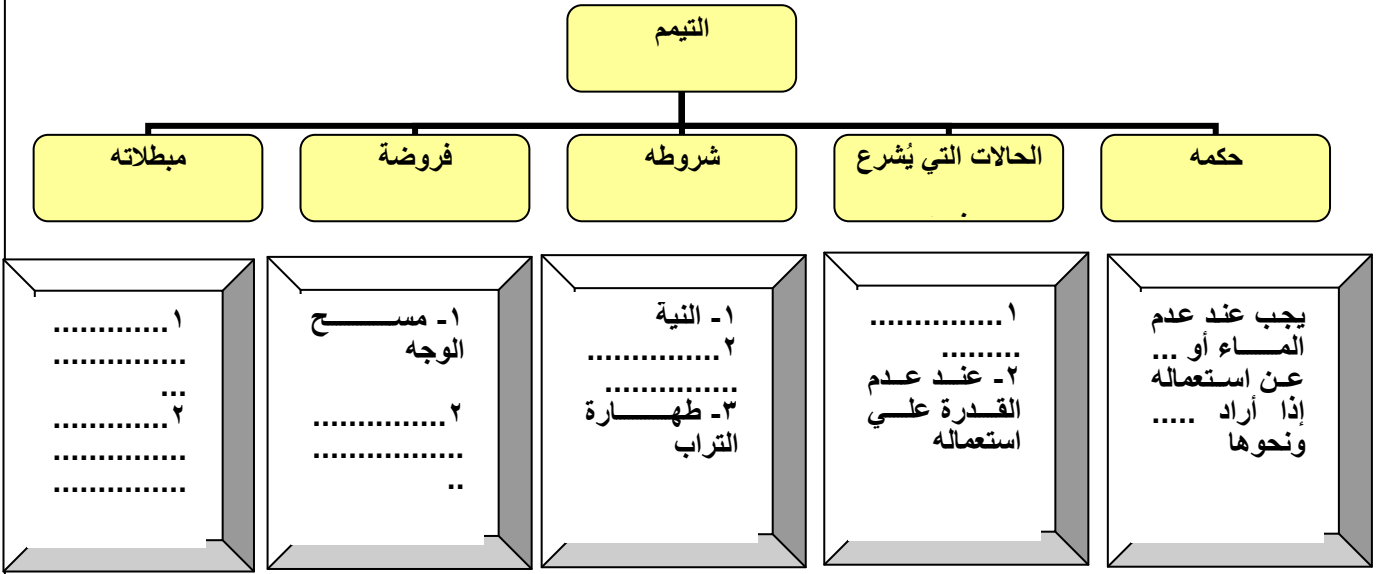 التيمم
حكمه
الحالات التي يُشرع
شروطه
فروضة
مبطلاته
يجب عند عدم
الماء أو ...
عن استعماله
إذا أراد .....
ونحوها
١...............
.........
٢- عند عدم
القدرة علي
استعماله
١- النية
٢...............
...............
٣- طهارة
التراب
١- مسح
الوجه
٢...............
.................
..
١.............
...............
...
٢.............
...............
...............